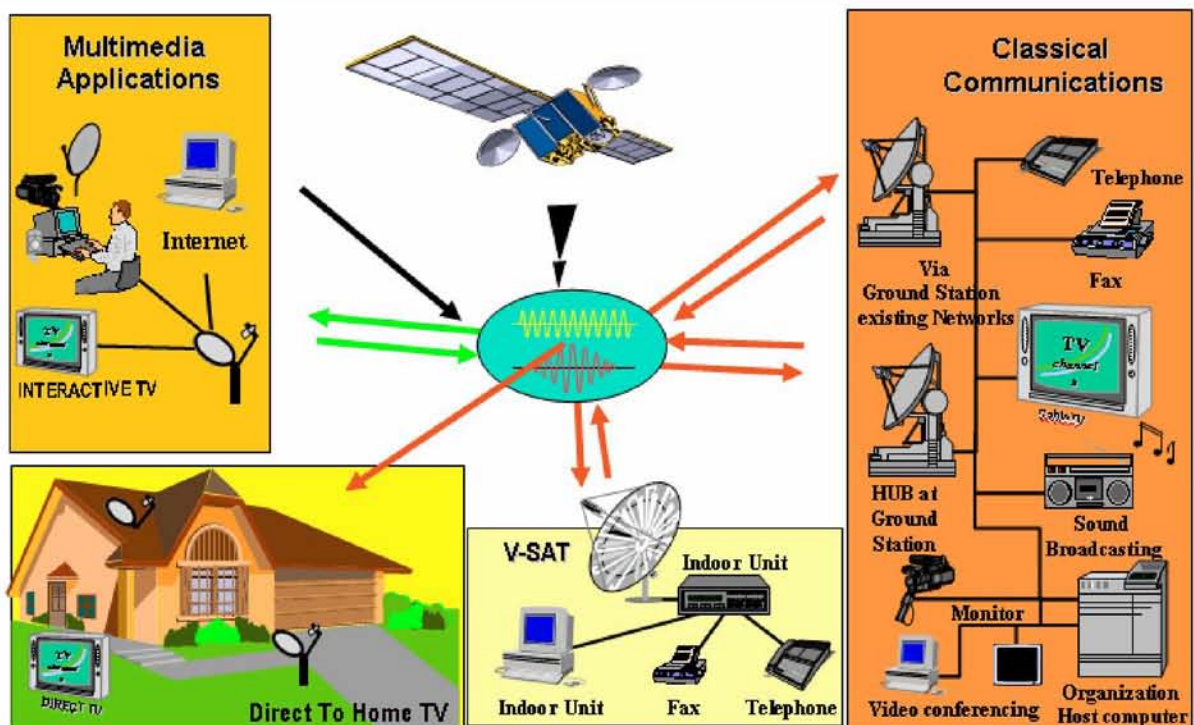 Multimedia
Applications
Internet
TV
INTERACTIVE TV
Classical
Communications
Telephone
Fax
Via
Ground Station
existing Networks
TV
channel
HUB at
Ground
Station
Sound
Broadcasting
Monitor
Video conferencing
Organization
Host computer
TV
DIRECT TV
Direct To Home TV
V-SAT
Indoor Unit
Indoor Unit
Fax
Telephone